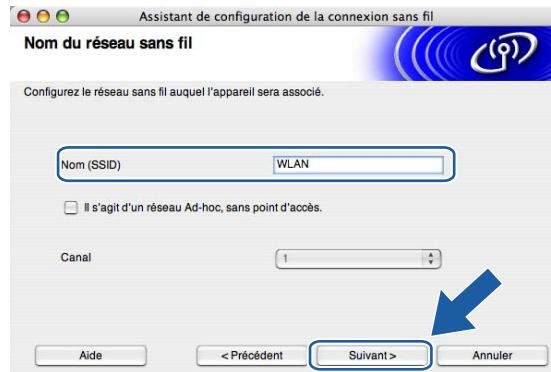 Assistant de configuration de la connexion sans fil
Nom du réseau sans fil
Configurez le réseau sans fil auquel l'appareil sera associé.
Nom (SSID) WLAN
Il s'agit d'un réseau Ad-hoc, sans point d'accès.
Canal 1
Aide < Précédent Suivant > Annuler